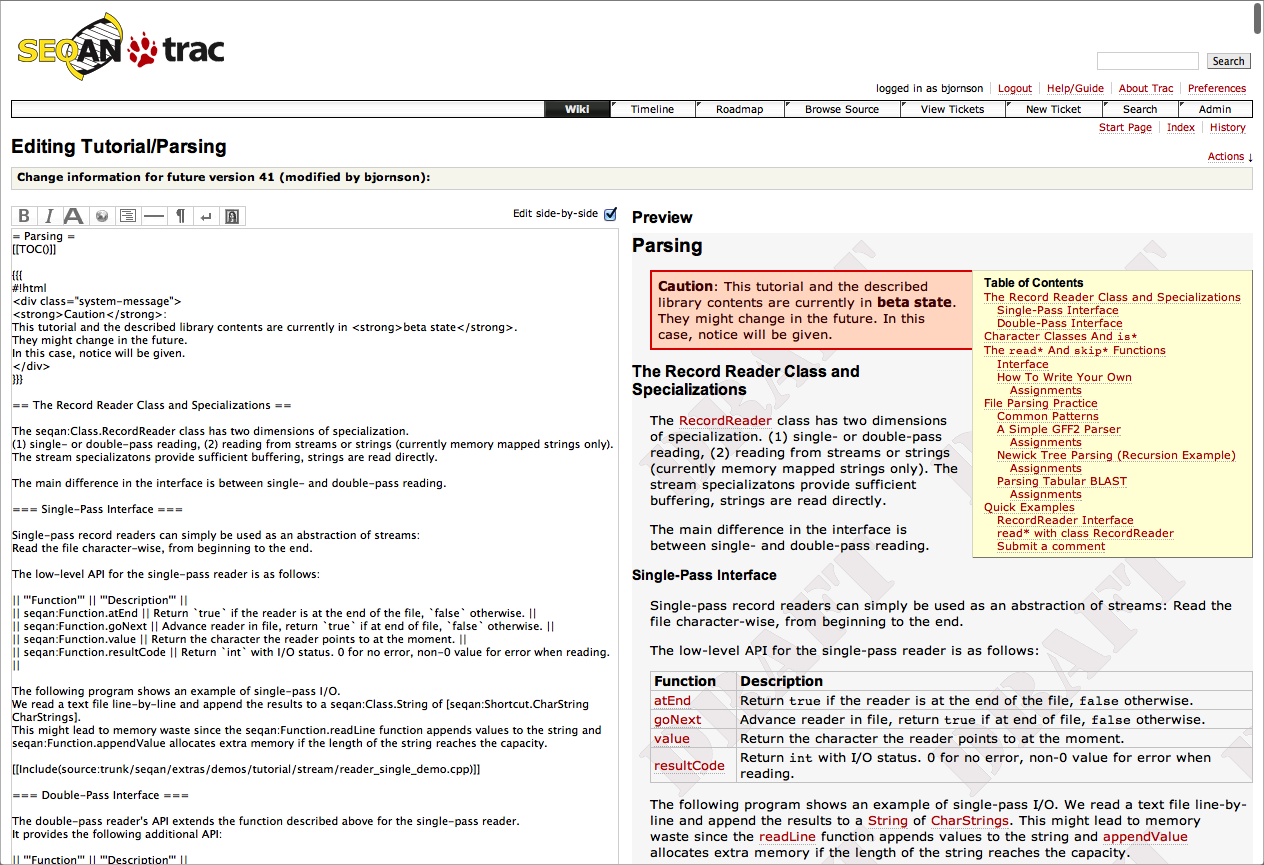 SEQAN trac
Search
logged in as bjornson Logout Help/Guide About Trac Preferences
Wiki Timeline Roadmap Browse Source View Tickets New Ticket Search Admin
Start Page Index History
Editing Tutorial/Parsing
Actions ↓
Change information for future version 41 (modified by bjornson):
B I A ¶ ↵
Edit side-by-side
= Parsing =
[[TOC()]]
{{{
#!html
<div class="system-message">
<strong>Caution</strong>:
This tutorial and the described library contents are currently in <strong>beta state</strong>.
They might change in the future.
In this case, notice will be given.
</div>
}}}
== The Record Reader Class and Specializations ==
The seqan:Class.RecordReader class has two dimensions of specialization.
(1) single- or double-pass reading, (2) reading from streams or strings (currently memory mapped strings only).
The stream specializatons provide sufficient buffering, strings are read directly.
The main difference in the interface is between single- and double-pass reading.
=== Single-Pass Interface ===
Single-pass record readers can simply be used as an abstraction of streams:
Read the file character-wise, from beginning to the end.
The low-level API for the single-pass reader is as follows:
|| '''Function''' || '''Description''' ||
|| seqan:Function.atEnd || Return `true` if the reader is at the end of the file, `false` otherwise. ||
|| seqan:Function.goNext || Advance reader in file, return `true` if at end of file, `false` otherwise. ||
|| seqan:Function.value || Return the character the reader points to at the moment. ||
|| seqan:Function.resultCode || Return `int` with I/O status. 0 for no error, non-0 value for error when reading.
||
The following program shows an example of single-pass I/O.
We read a text file line-by-line and append the results to a seqan:Class.String of [seqan:Shortcut.CharString
CharStrings].
This might lead to memory waste since the seqan:Function.readLine function appends values to the string and
seqan:Function.appendValue allocates extra memory if the length of the string reaches the capacity.
[[Include(source:trunk/seqan/extras/demos/tutorial/stream/reader_single_demo.cpp)]]
=== Double-Pass Interface ===
The double-pass reader's API extends the function described above for the single-pass reader.
It provides the following additional API:
|| '''Function''' || '''Description''' ||
Preview
Parsing
Caution: This tutorial and the described
library contents are currently in beta state.
They might change in the future. In this
case, notice will be given.
Table of Contents
The Record Reader Class and Specializations
Single-Pass Interface
Double-Pass Interface
Character Classes And is*
The read* And skip* Functions
Interface
How To Write Your Own
Assignments
File Parsing Practice
Common Patterns
A Simple GFF2 Parser
Assignments
Newick Tree Parsing (Recursion Example)
Assignments
Parsing Tabular BLAST
Assignments
Quick Examples
RecordReader Interface
read* with class RecordReader
Submit a comment
The Record Reader Class and
Specializations
The RecordReader class has two dimensions
of specialization. (1) single- or double-pass
reading, (2) reading from streams or strings
(currently memory mapped strings only). The
stream specializatons provide sufficient
buffering, strings are read directly.
The main difference in the interface is
between single- and double-pass reading.
Single-Pass Interface
Single-pass record readers can simply be used as an abstraction of streams: Read the
file character-wise, from beginning to the end.
The low-level API for the single-pass reader is as follows:
Function Description
atEnd Return true if the reader is at the end of the file, false otherwise.
goNext Advance reader in file, return true if at end of file, false otherwise.
value Return the character the reader points to at the moment.
resultCode Return int with I/O status. 0 for no error, non-0 value for error when
reading.
The following program shows an example of single-pass I/O. We read a text file line-by-
line and append the results to a String of CharStrings. This might lead to memory
waste since the readLine function appends values to the string and appendValue
allocates extra memory if the length of the string reaches the capacity.
DRAFT
DRAFT
DRAFT
DRAFT